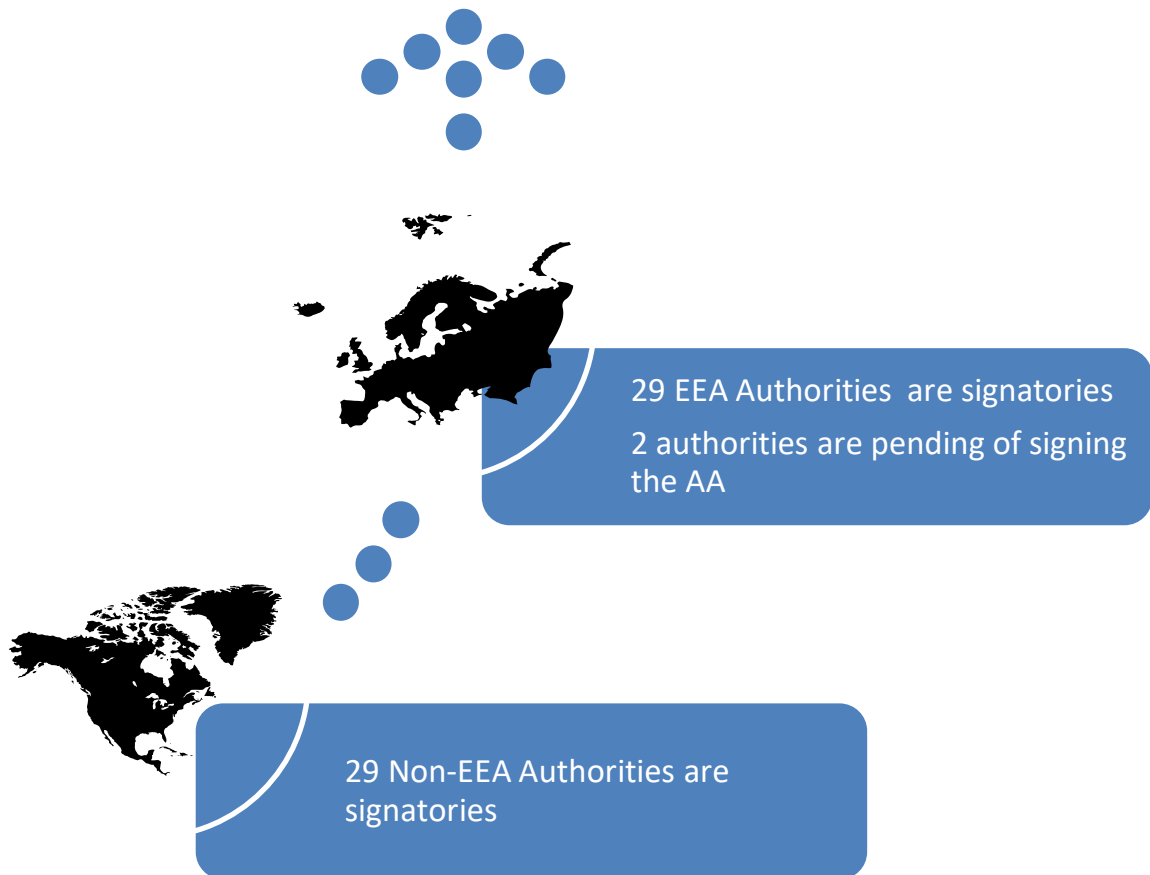 29 EEA Authorities  are signatories
2 authorities are pending of signing
the AA
29 Non-EEA Authorities are
signatories